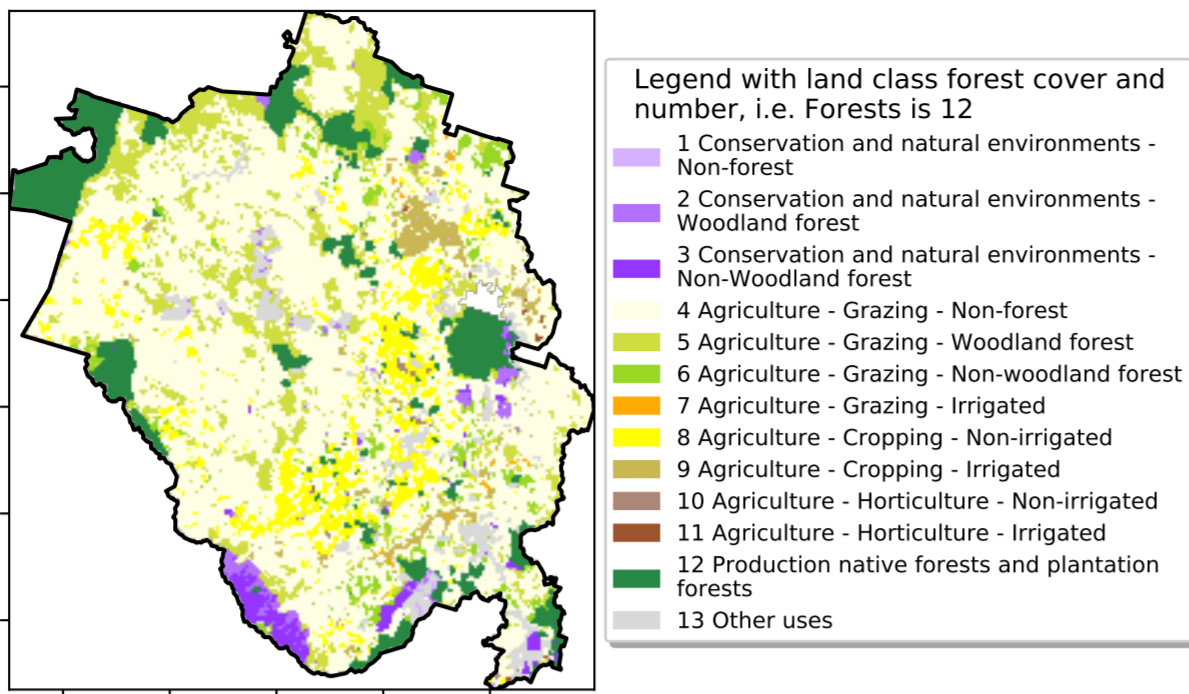 Legend with land class forest cover and
number, i.e. Forests is 12
1 Conservation and natural environments -
Non-forest
2 Conservation and natural environments -
Woodland forest
3 Conservation and natural environments -
Non-Woodland forest
4 Agriculture - Grazing - Non-forest
5 Agriculture - Grazing - Woodland forest
6 Agriculture - Grazing - Non-woodland forest
7 Agriculture - Grazing - Irrigated
8 Agriculture - Cropping - Non-irrigated
9 Agriculture - Cropping - Irrigated
10 Agriculture - Horticulture - Non-irrigated
11 Agriculture - Horticulture - Irrigated
12 Production native forests and plantation
forests
13 Other uses